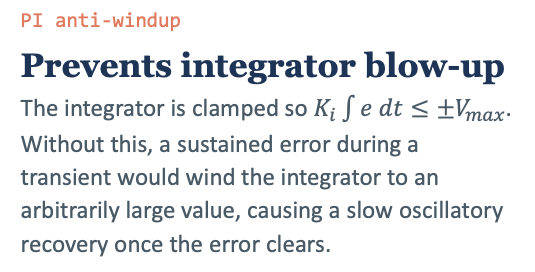 PI anti-windup
Prevents integrator blow-up
The integrator is clamped so K_i ∫ e dt ≤ ±V_max.
Without this, a sustained error during a
transient would wind the integrator to an
arbitrarily large value, causing a slow oscillatory
recovery once the error clears.